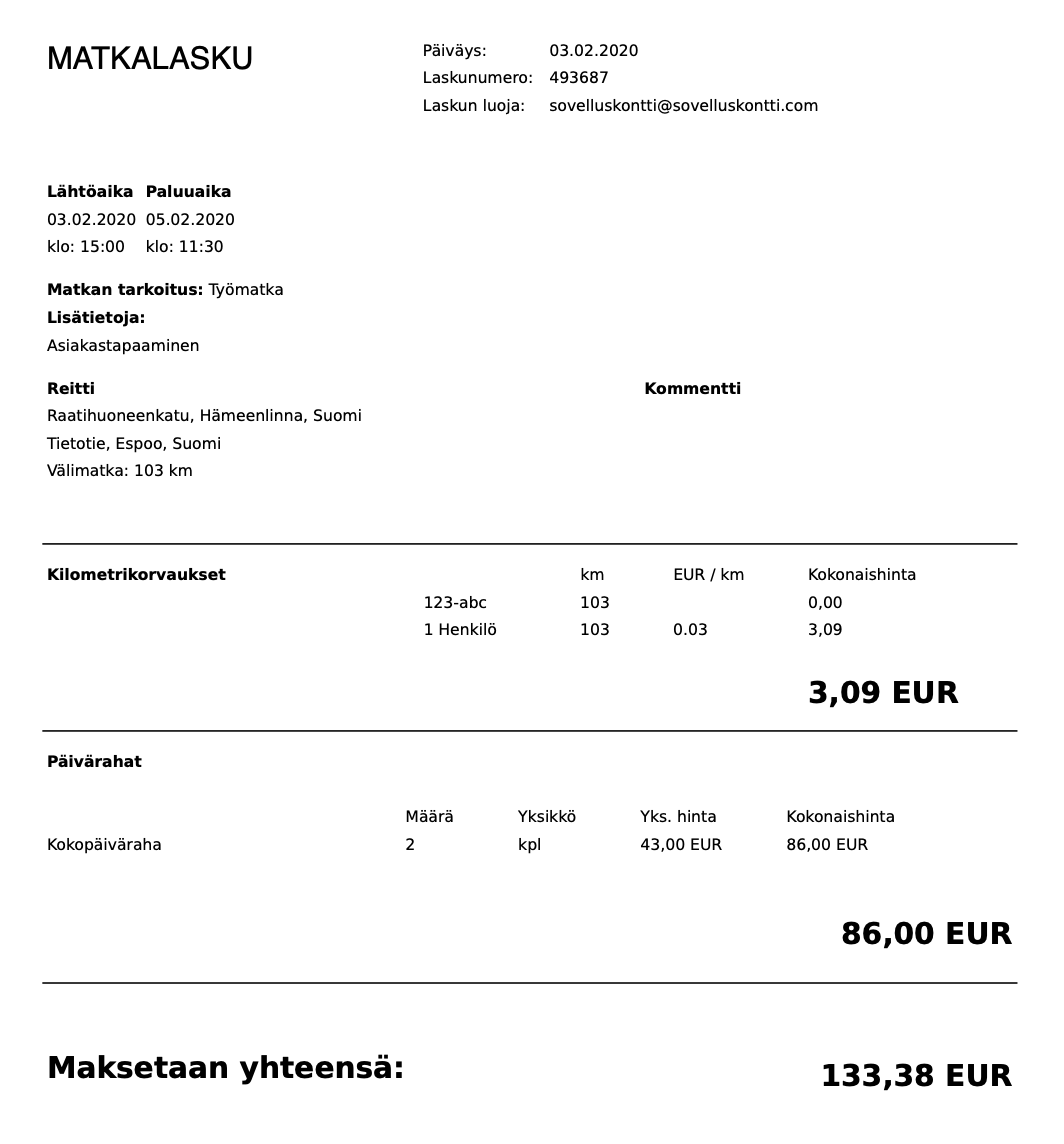 MATKALASKU
Päiväys: 03.02.2020
Laskunumero: 493687
Laskun luoja: sovelluskontti@sovelluskontti.com
Lähtöaika Paluuaika
03.02.2020 05.02.2020
klo: 15:00 klo: 11:30
Matkan tarkoitus: Työmatka
Lisätietoja:
Asiakastapaaminen
Reitti Kommentti
Raatihuoneenkatu, Hämeenlinna, Suomi
Tietotie, Espoo, Suomi
Välimatka: 103 km
Kilometrikorvaukset km EUR / km Kokonaishinta
123-abc 103 0,00
1 Henkilö 103 0.03 3,09
3,09 EUR
Päivärahat
Määrä Yksikkö Yks. hinta Kokonaishinta
Kokopäiväraha 2 kpl 43,00 EUR 86,00 EUR
86,00 EUR
Maksetaan yhteensä: 133,38 EUR